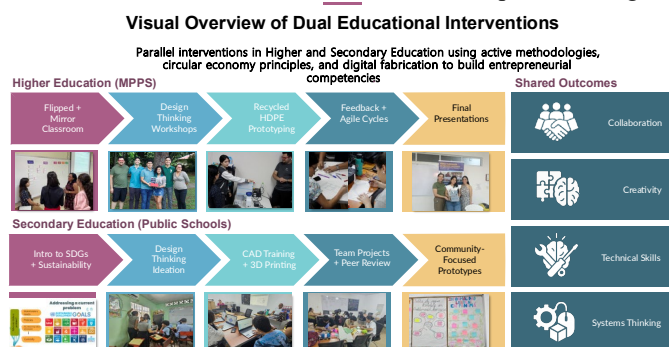 Visual Overview of Dual Educational Interventions
Parallel interventions in Higher and Secondary Education using active methodologies,
circular economy principles, and digital fabrication to build entrepreneurial
competencies
Higher Education (MPPS)
Shared Outcomes
Flipped +
Mirror
Classroom
Design
Thinking
Workshops
Recycled
HDPE
Prototyping
Feedback +
Agile Cycles
Final
Presentations
Collaboration
Creativity
Secondary Education (Public Schools)
Intro to SDGs
+ Sustainability
Design
Thinking
Ideation
CAD Training
+ 3D Printing
Team Projects
+ Peer Review
Community-
Focused
Prototypes
Technical Skills
Systems Thinking
Addressing a current
problem
GOALS